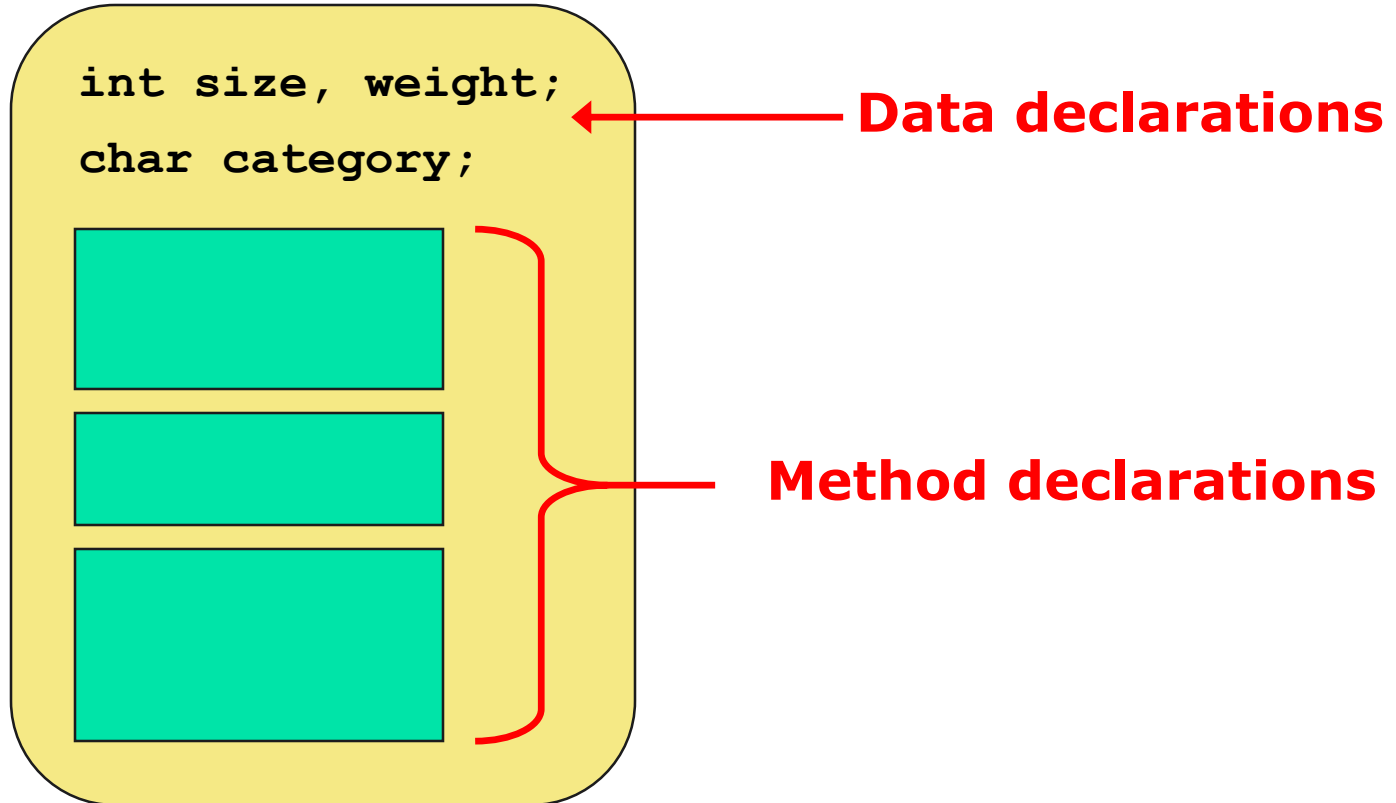 int size, weight;
Data declarations
char category;
Method declarations